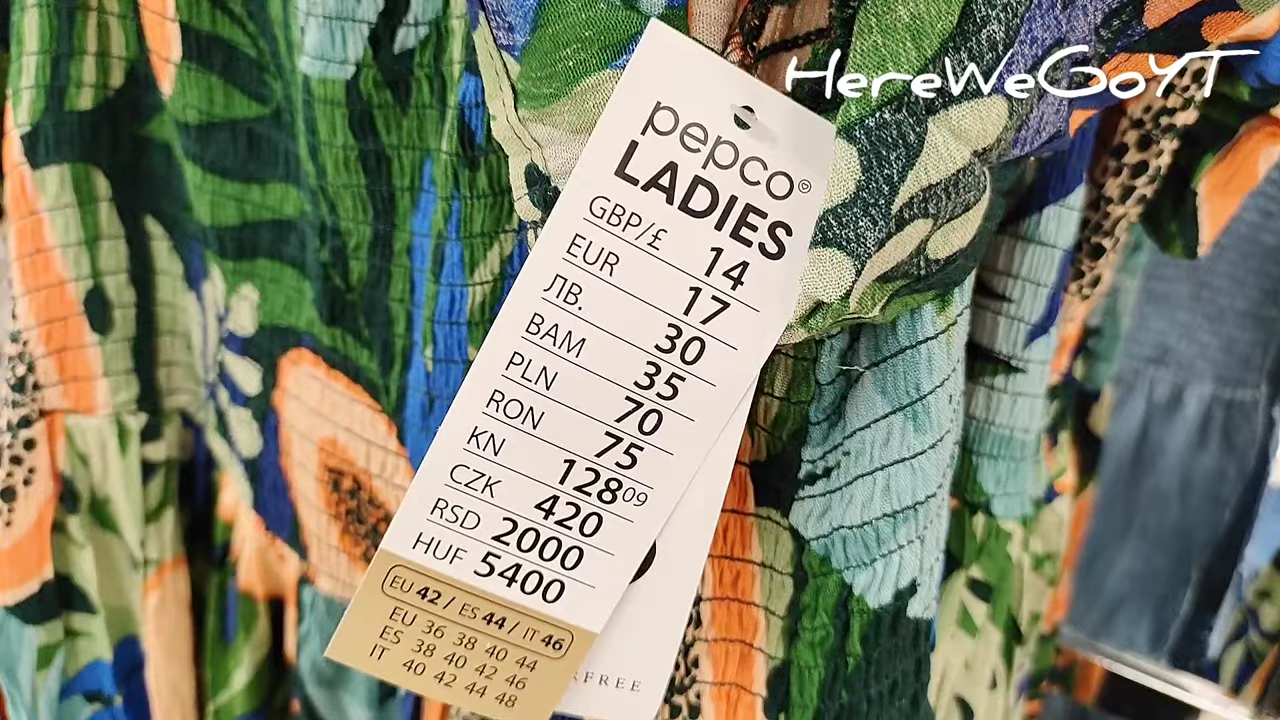 HereWeGoYT
pepco
LADIES
GBP/£ 14
EUR 17
ЛВ. 30
BAM 35
PLN 70
RON 75
KN 128⁰⁹
CZK 420
RSD 2000
HUF 5400
EU 42 / ES 44 / IT 46
EU 36 38 40 44
ES 38 40 42 46
IT 40 42 44 48